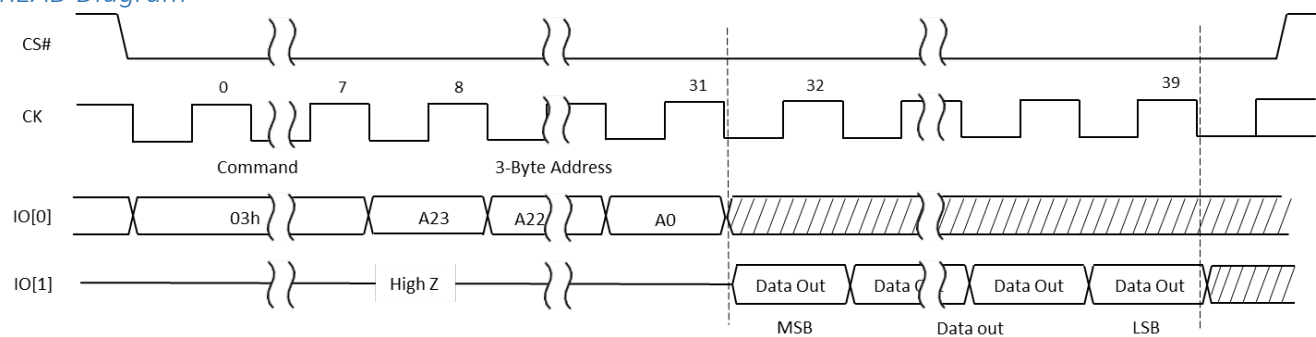 READ Diagram
CS#
0 7 8 31 32 39
CK
Command 3-Byte Address
IO[0] 03h A23 A22 A0
IO[1] High Z Data Out Data Data Out Data Out
MSB Data out LSB